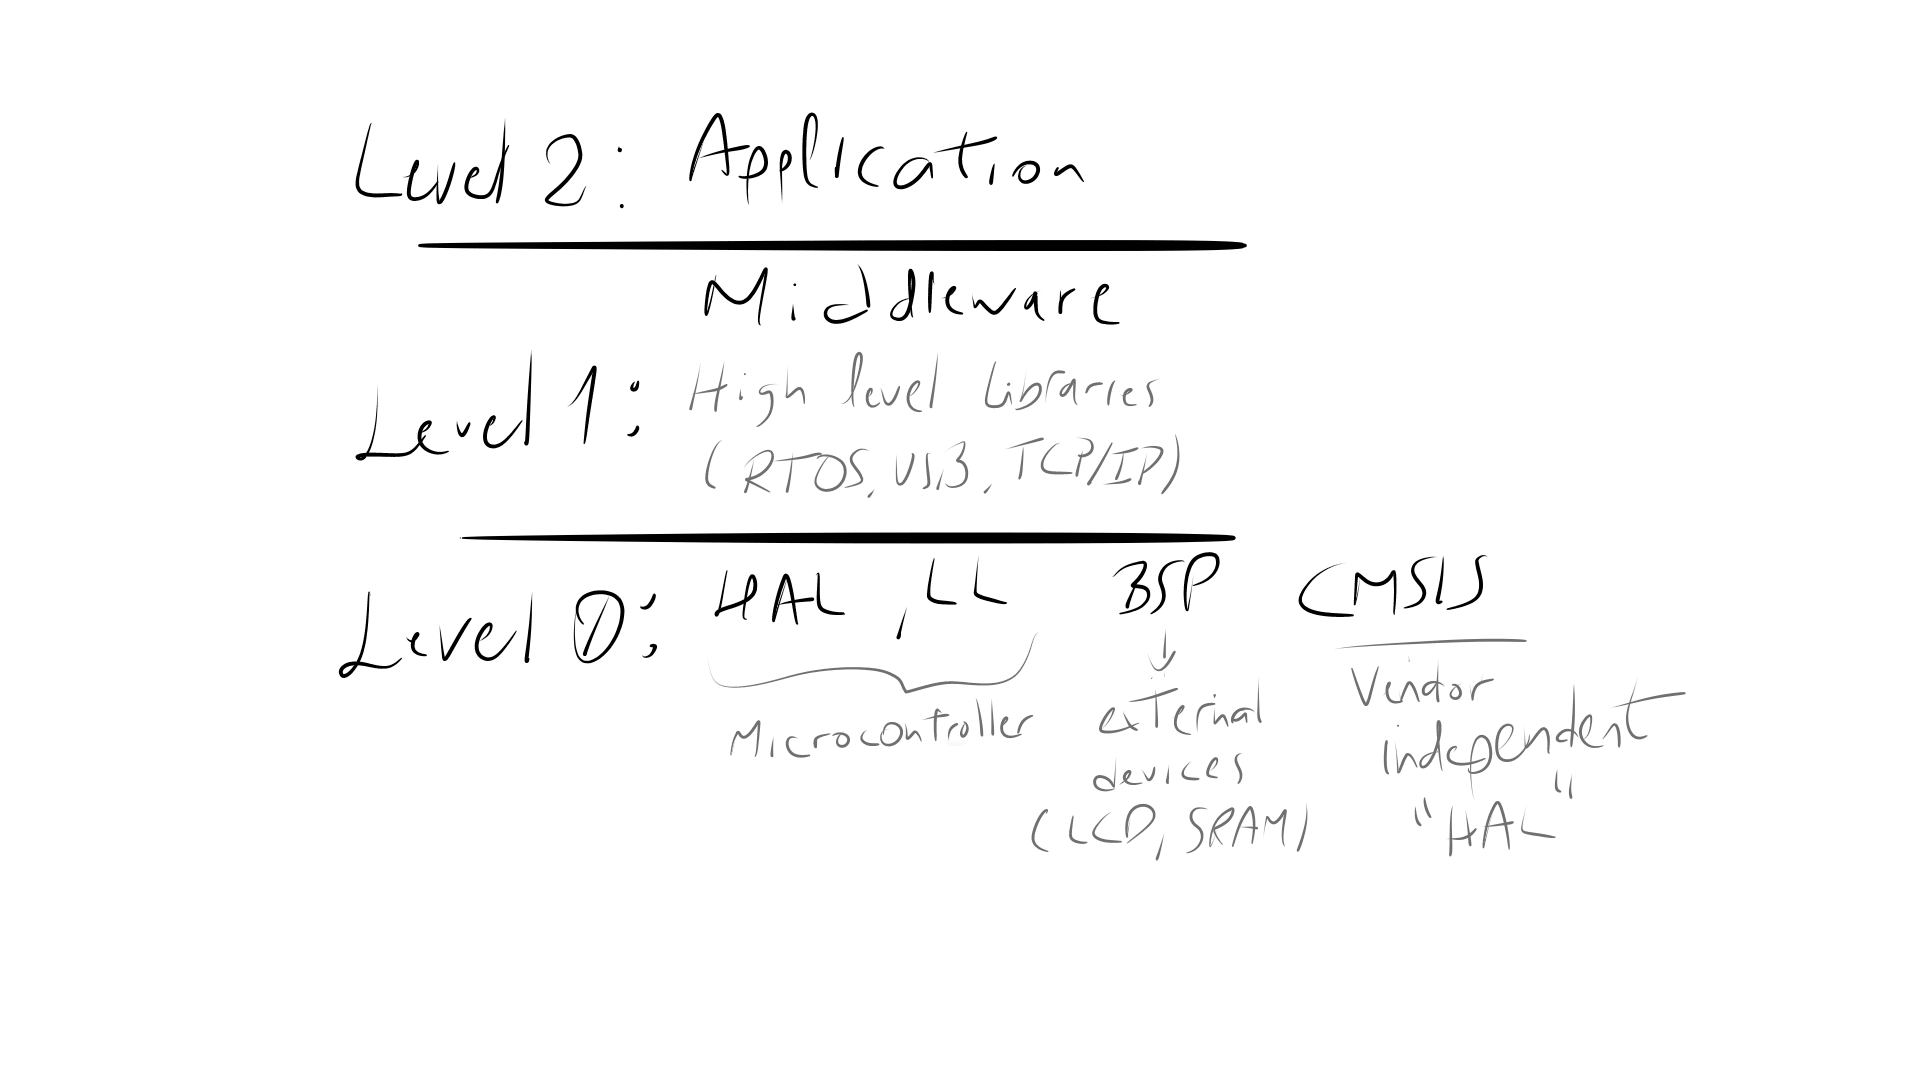 Level 2: Application
Middleware
Level 1: High level Libraries
(RTOS, USB, TCP/IP)
Level 0: HAL, LL BSP CMSIS
Microcontroller
external
devices
(LCD, SRAM)
Vendor
independent
"HAL"